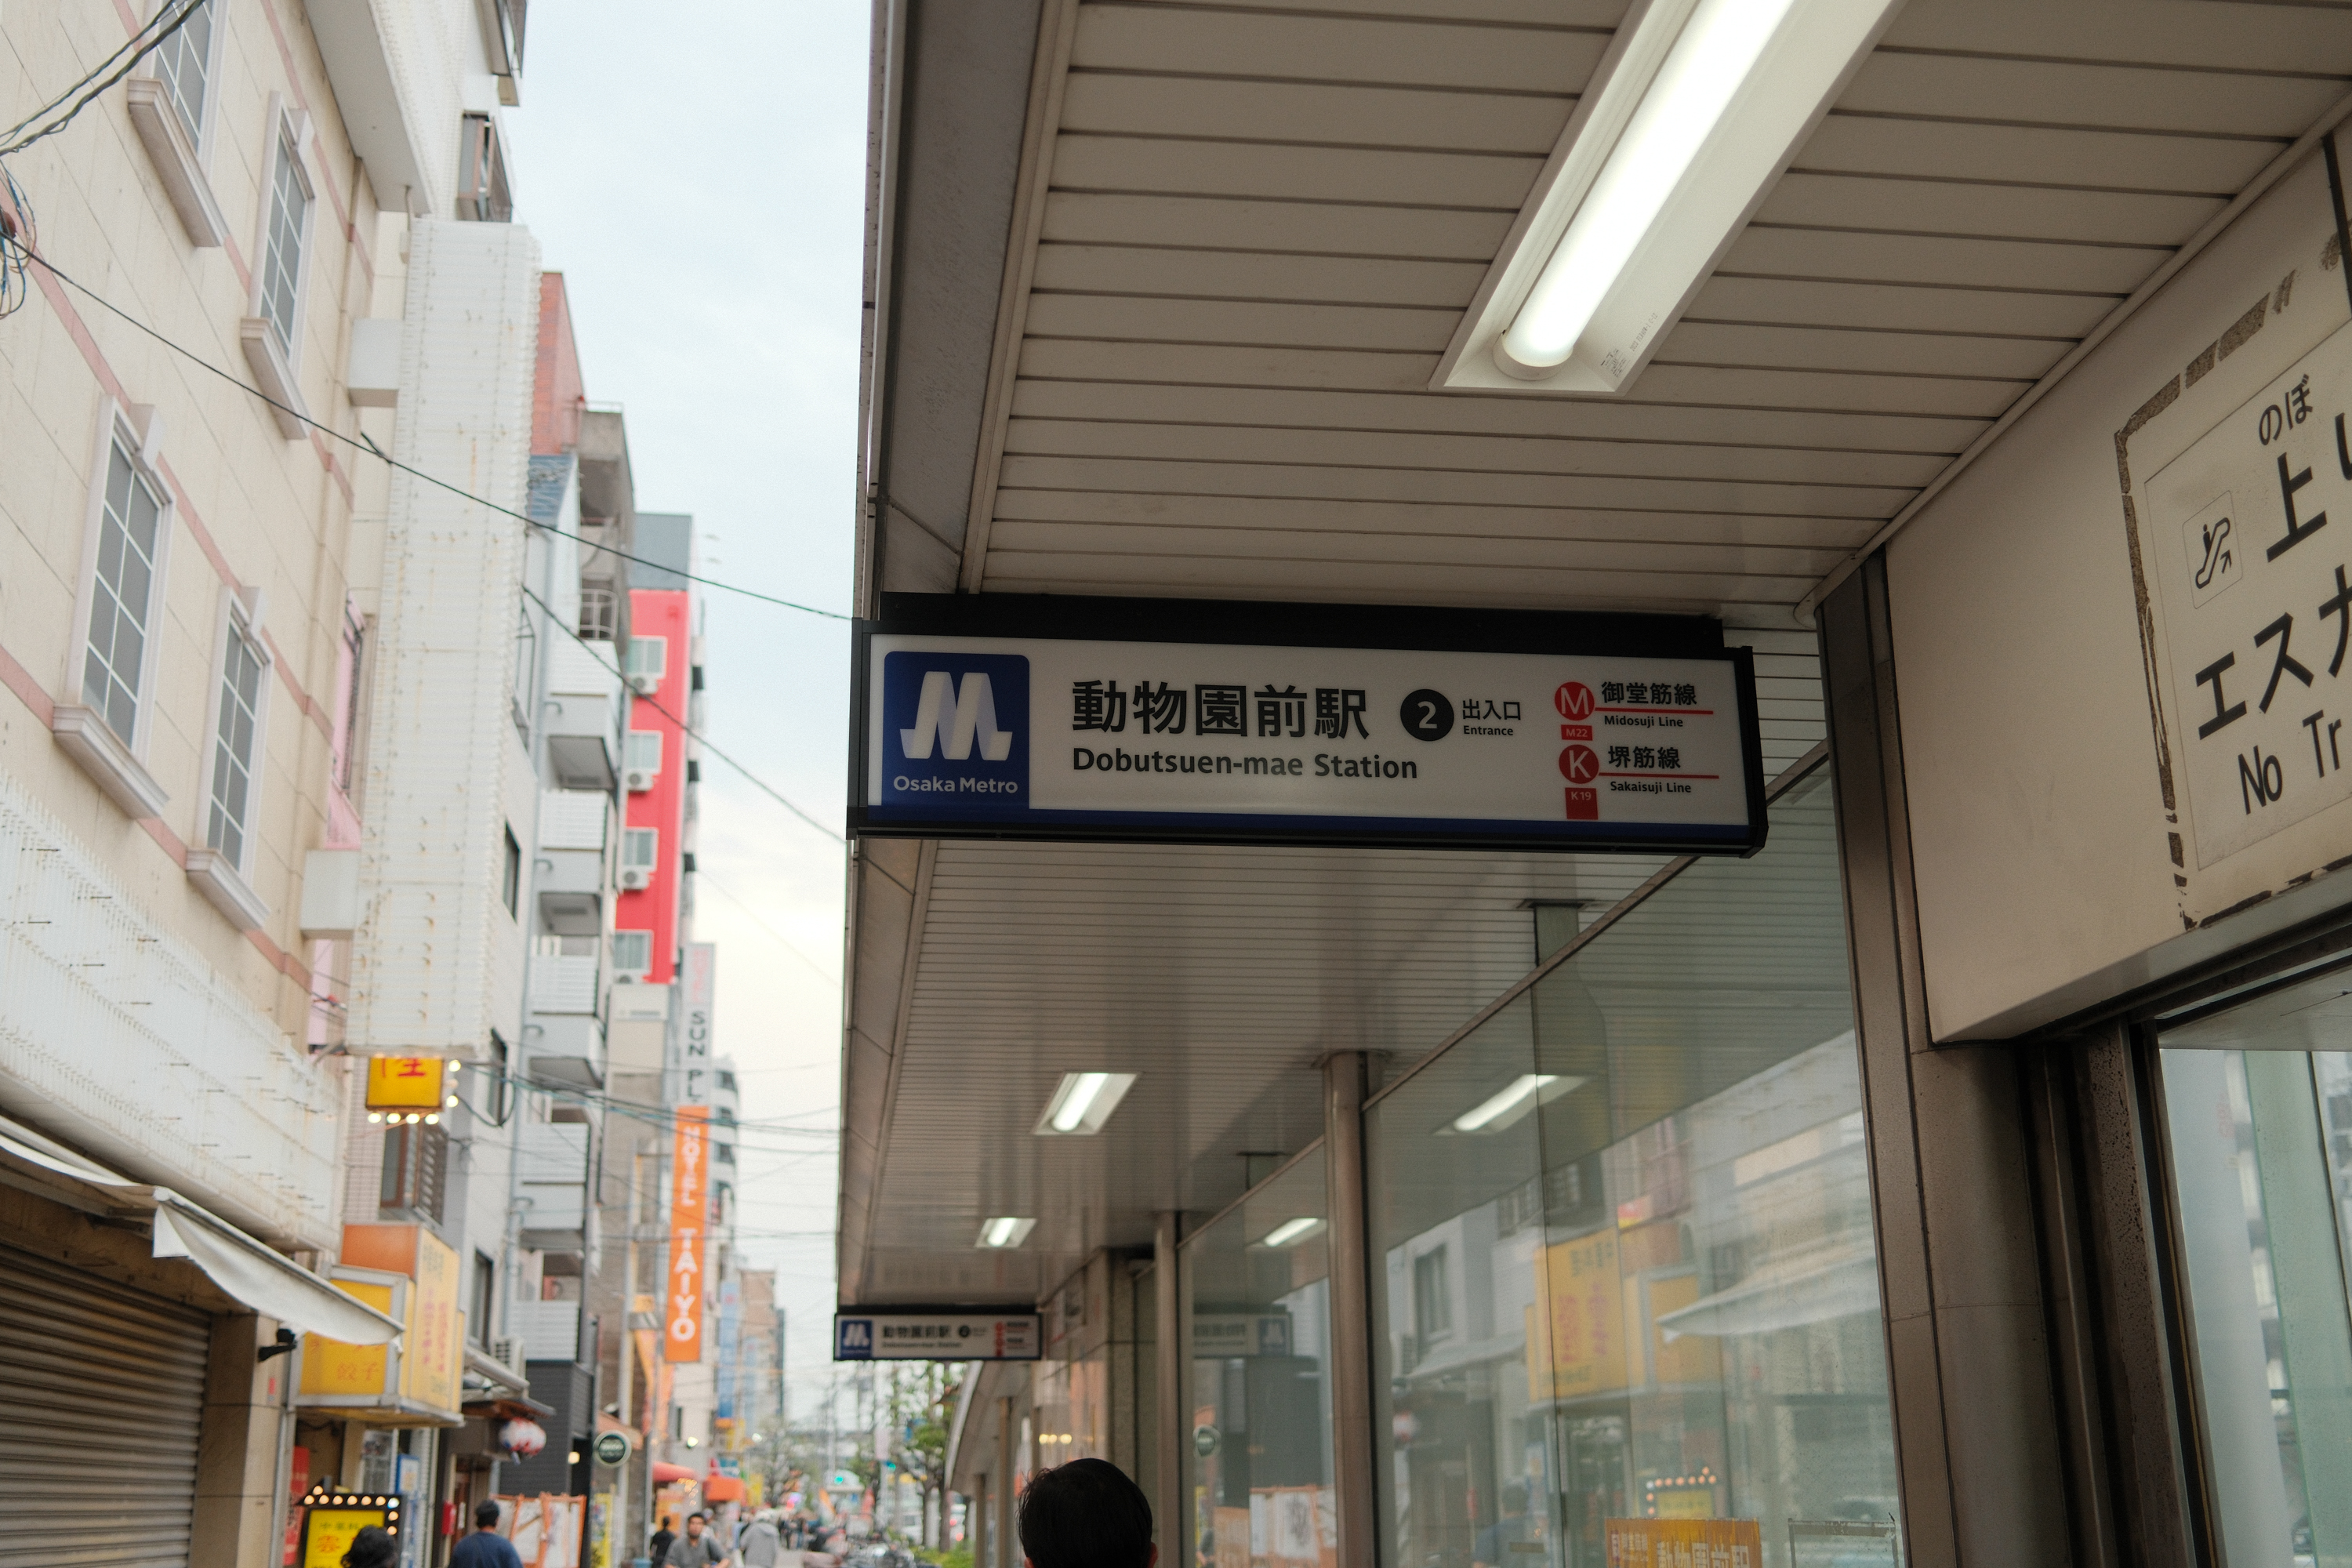 Osaka Metro
動物園前駅
Dobutsuen-mae Station
2 出入口
Entrance
M 御堂筋線
Midosuji Line
M22
K 堺筋線
Sakaisuji Line
K19
のぼ
上り
エスカ
No Tr
SUN PL
HOTEL TAIYO
餃子
動物園前駅